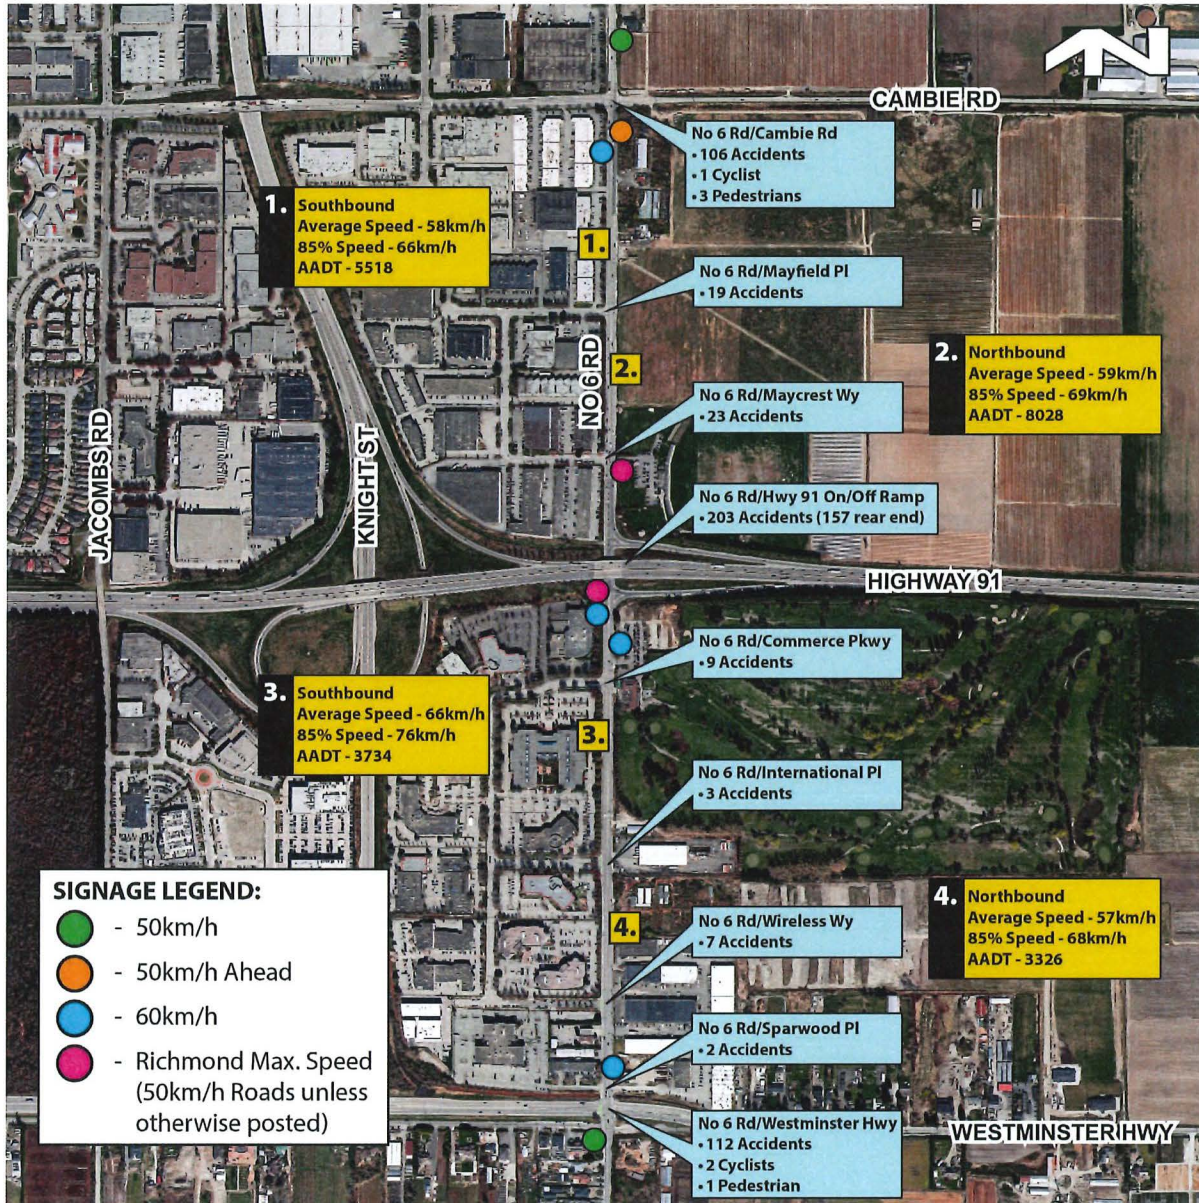 N
CAMBIE RD
No 6 Rd/Cambie Rd
• 106 Accidents
• 1 Cyclist
• 3 Pedestrians
1. Southbound
Average Speed - 58km/h
85% Speed - 66km/h
AADT - 5518
1.
No 6 Rd/Mayfield Pl
• 19 Accidents
NO 6 RD
2.
2. Northbound
Average Speed - 59km/h
85% Speed - 69km/h
AADT - 8028
No 6 Rd/Maycrest Wy
• 23 Accidents
JACOMBS RD
KNIGHT ST
No 6 Rd/Hwy 91 On/Off Ramp
• 203 Accidents (157 rear end)
HIGHWAY 91
No 6 Rd/Commerce Pkwy
• 9 Accidents
3. Southbound
Average Speed - 66km/h
85% Speed - 76km/h
AADT - 3734
3.
No 6 Rd/International Pl
• 3 Accidents
4.
No 6 Rd/Wireless Wy
• 7 Accidents
4. Northbound
Average Speed - 57km/h
85% Speed - 68km/h
AADT - 3326
SIGNAGE LEGEND:
- 50km/h
- 50km/h Ahead
- 60km/h
- Richmond Max. Speed
(50km/h Roads unless
otherwise posted)
No 6 Rd/Sparwood Pl
• 2 Accidents
No 6 Rd/Westminster Hwy
• 112 Accidents
• 2 Cyclists
• 1 Pedestrian
WESTMINSTER HWY